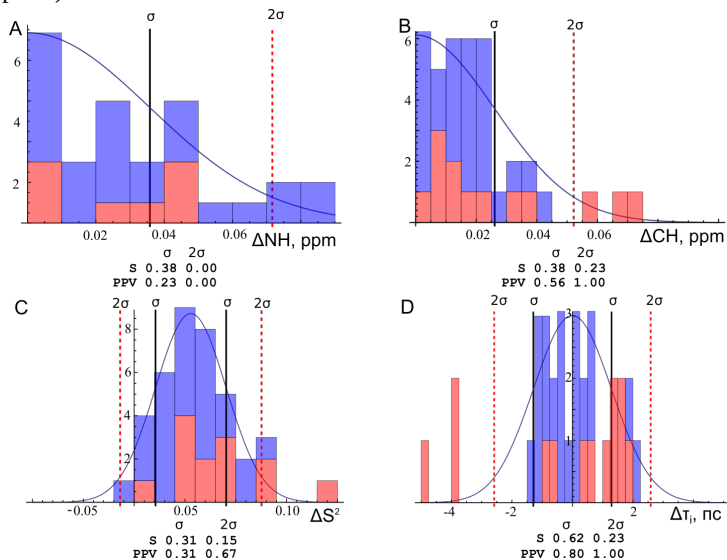 A
σ
2σ
6
4
2
0.02
0.04
0.06
ΔNH, ppm
σ 2σ
S 0.38 0.00
PPV 0.23 0.00
B
σ
2σ
6
4
2
0.02
0.04
0.06
ΔCH, ppm
σ 2σ
S 0.38 0.23
PPV 0.56 1.00
C
2σ
σ
σ
2σ
8
6
4
2
-0.05
0.05
0.10
ΔS²
σ 2σ
S 0.31 0.15
PPV 0.31 0.67
D
2σ
σ
σ
2σ
3
2
1
-4
-2
0
2
Δτi, пс
σ 2σ
S 0.62 0.23
PPV 0.80 1.00